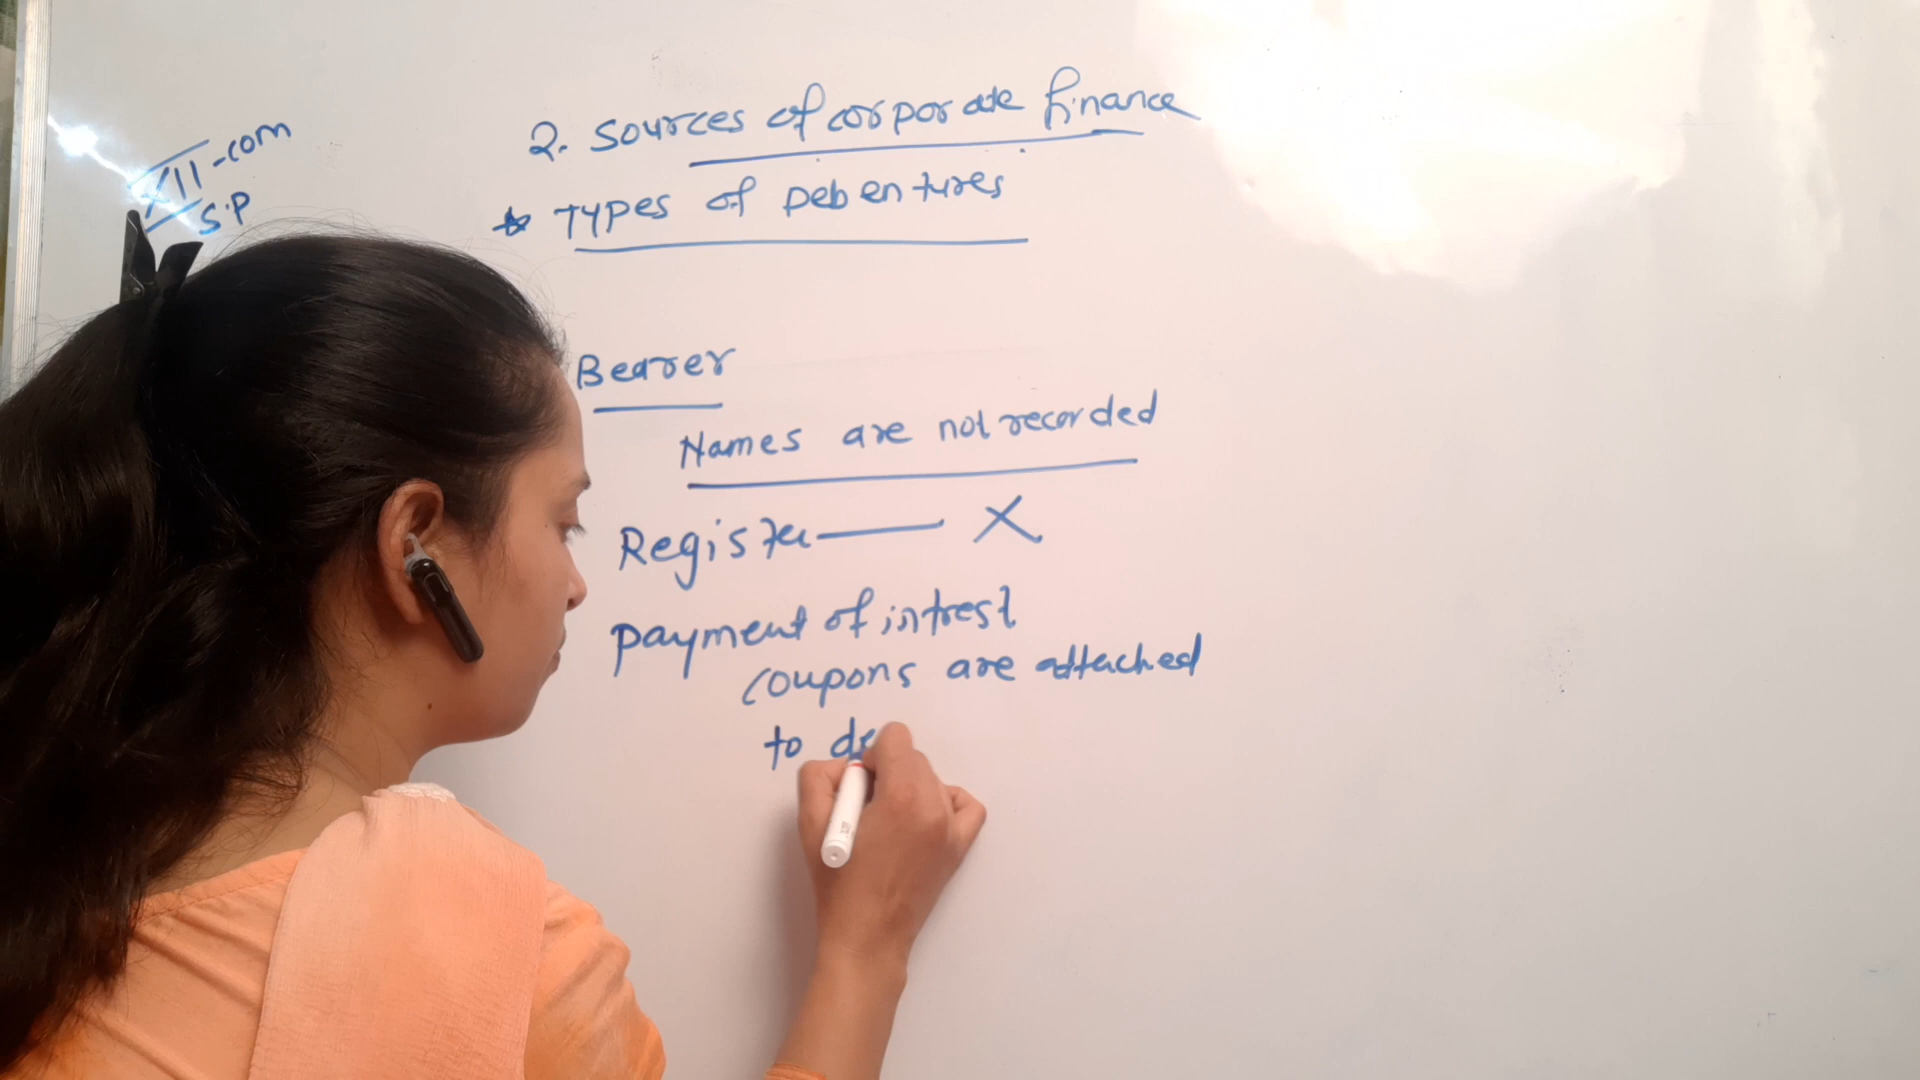 XII-com
S.P
2. Sources of corporate finance
* Types of Debentures
Bearer
Names are not recorded
Register — X
payment of intrest
coupons are attached
to de